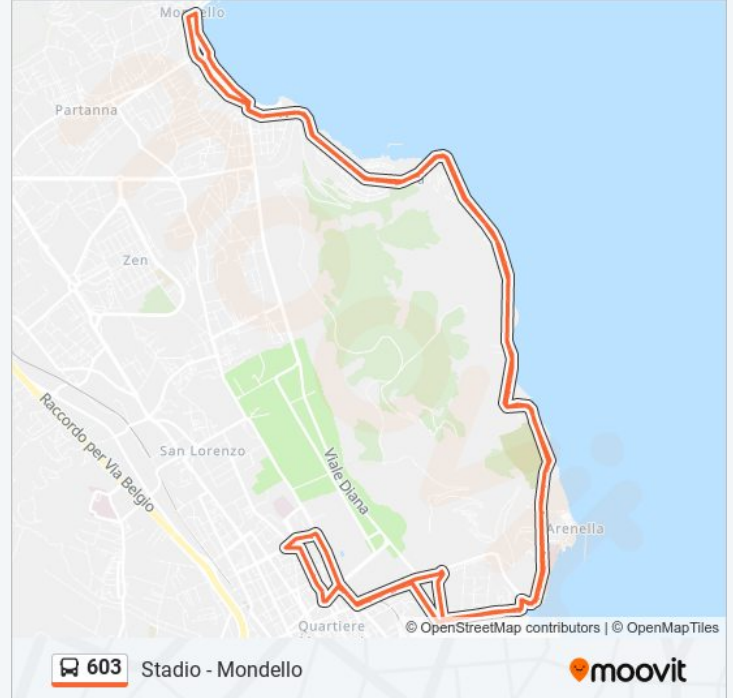 Mondello
Partanna
Zen
Raccordo per Via Belgio
San Lorenzo
Viale Diana
Arenella
Quartiere
© OpenStreetMap contributors | © OpenMapTiles
603 Stadio - Mondello
moovit